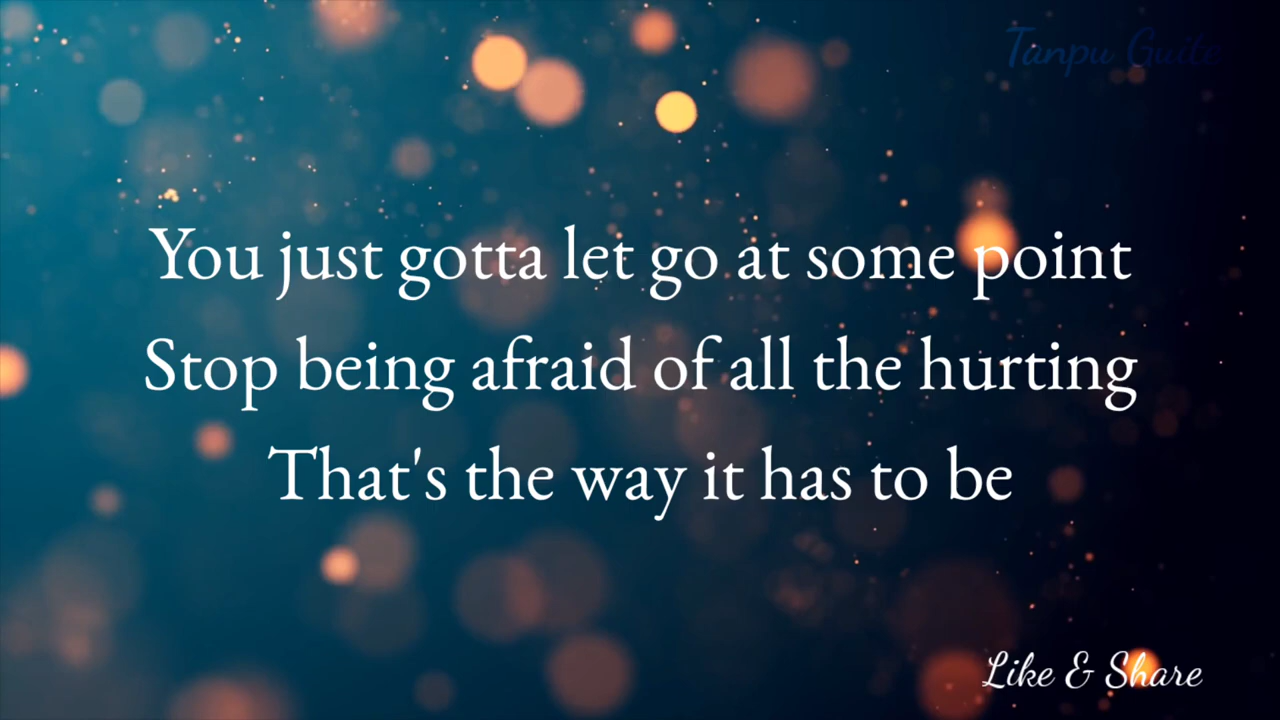 Tanpu Guite
You just gotta let go at some point
Stop being afraid of all the hurting
That's the way it has to be
Like & Share